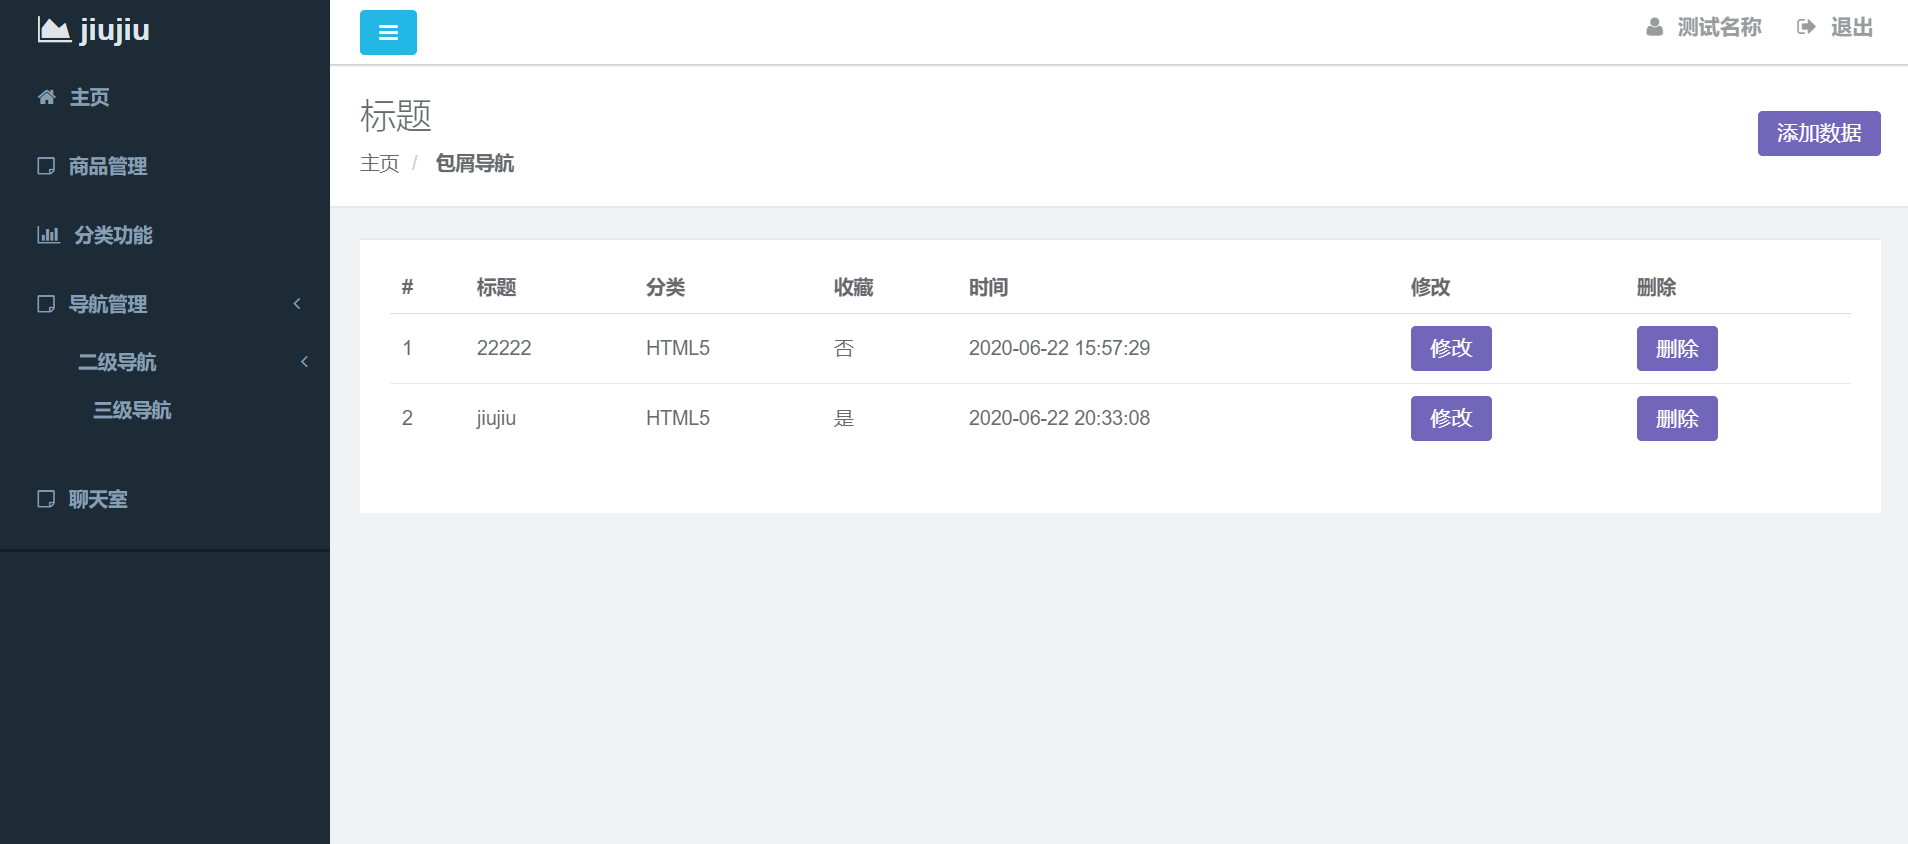 jiujiu
主页
商品管理
分类功能
导航管理
二级导航
三级导航
聊天室
测试名称 退出
标题
主页 / 包屑导航
添加数据
# 标题 分类 收藏 时间 修改 删除
1 22222 HTML5 否 2020-06-22 15:57:29 修改 删除
2 jiujiu HTML5 是 2020-06-22 20:33:08 修改 删除